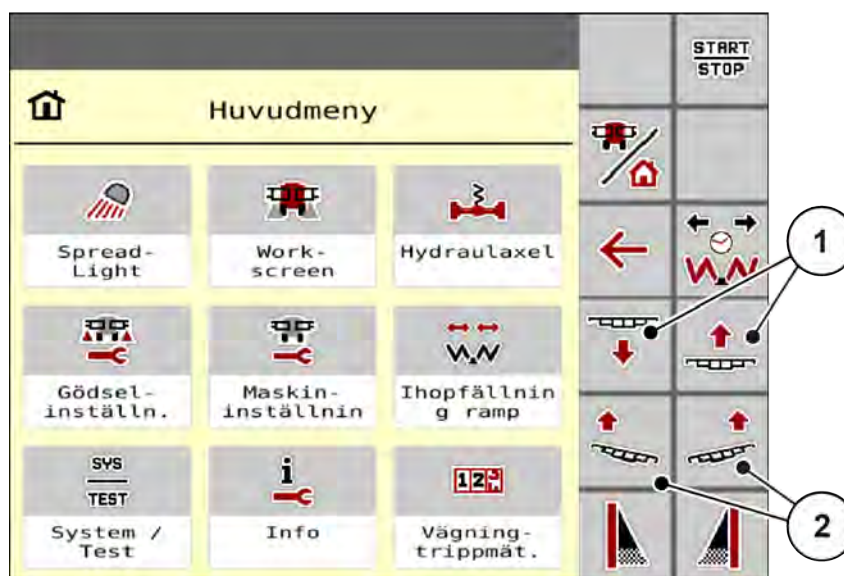 START
STOP
Huvudmeny
Spread-
Light
Work-
screen
Hydraulaxel
1
Gödsel-
inställn.
Maskin-
inställnin
Ihopfällnin
g ramp
SYS
TEST
i
12
System /
Test
Info
Vägning-
trippmät.
2